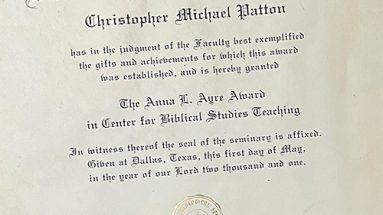 Christopher Michael Patton
has in the judgment of the Faculty best exemplified
the gifts and achievements for which this award
was established, and is hereby granted
The Anna L. Ayre Award
in Center for Biblical Studies Teaching
In witness thereof the seal of the seminary is affixed.
Given at Dallas, Texas, this first day of May,
in the year of our Lord two thousand and one.